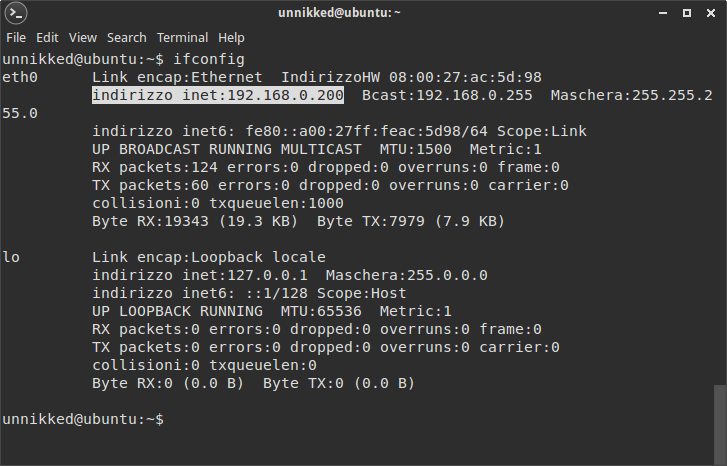 unnikked@ubuntu: ~
File Edit View Search Terminal Help
unnikked@ubuntu:~$ ifconfig
eth0      Link encap:Ethernet  IndirizzoHW 08:00:27:ac:5d:98
          indirizzo inet:192.168.0.200  Bcast:192.168.0.255  Maschera:255.255.2
55.0
          indirizzo inet6: fe80::a00:27ff:feac:5d98/64 Scope:Link
          UP BROADCAST RUNNING MULTICAST  MTU:1500  Metric:1
          RX packets:124 errors:0 dropped:0 overruns:0 frame:0
          TX packets:60 errors:0 dropped:0 overruns:0 carrier:0
          collisioni:0 txqueuelen:1000
          Byte RX:19343 (19.3 KB)  Byte TX:7979 (7.9 KB)
lo        Link encap:Loopback locale
          indirizzo inet:127.0.0.1  Maschera:255.0.0.0
          indirizzo inet6: ::1/128 Scope:Host
          UP LOOPBACK RUNNING  MTU:65536  Metric:1
          RX packets:0 errors:0 dropped:0 overruns:0 frame:0
          TX packets:0 errors:0 dropped:0 overruns:0 carrier:0
          collisioni:0 txqueuelen:0
          Byte RX:0 (0.0 B)  Byte TX:0 (0.0 B)
unnikked@ubuntu:~$